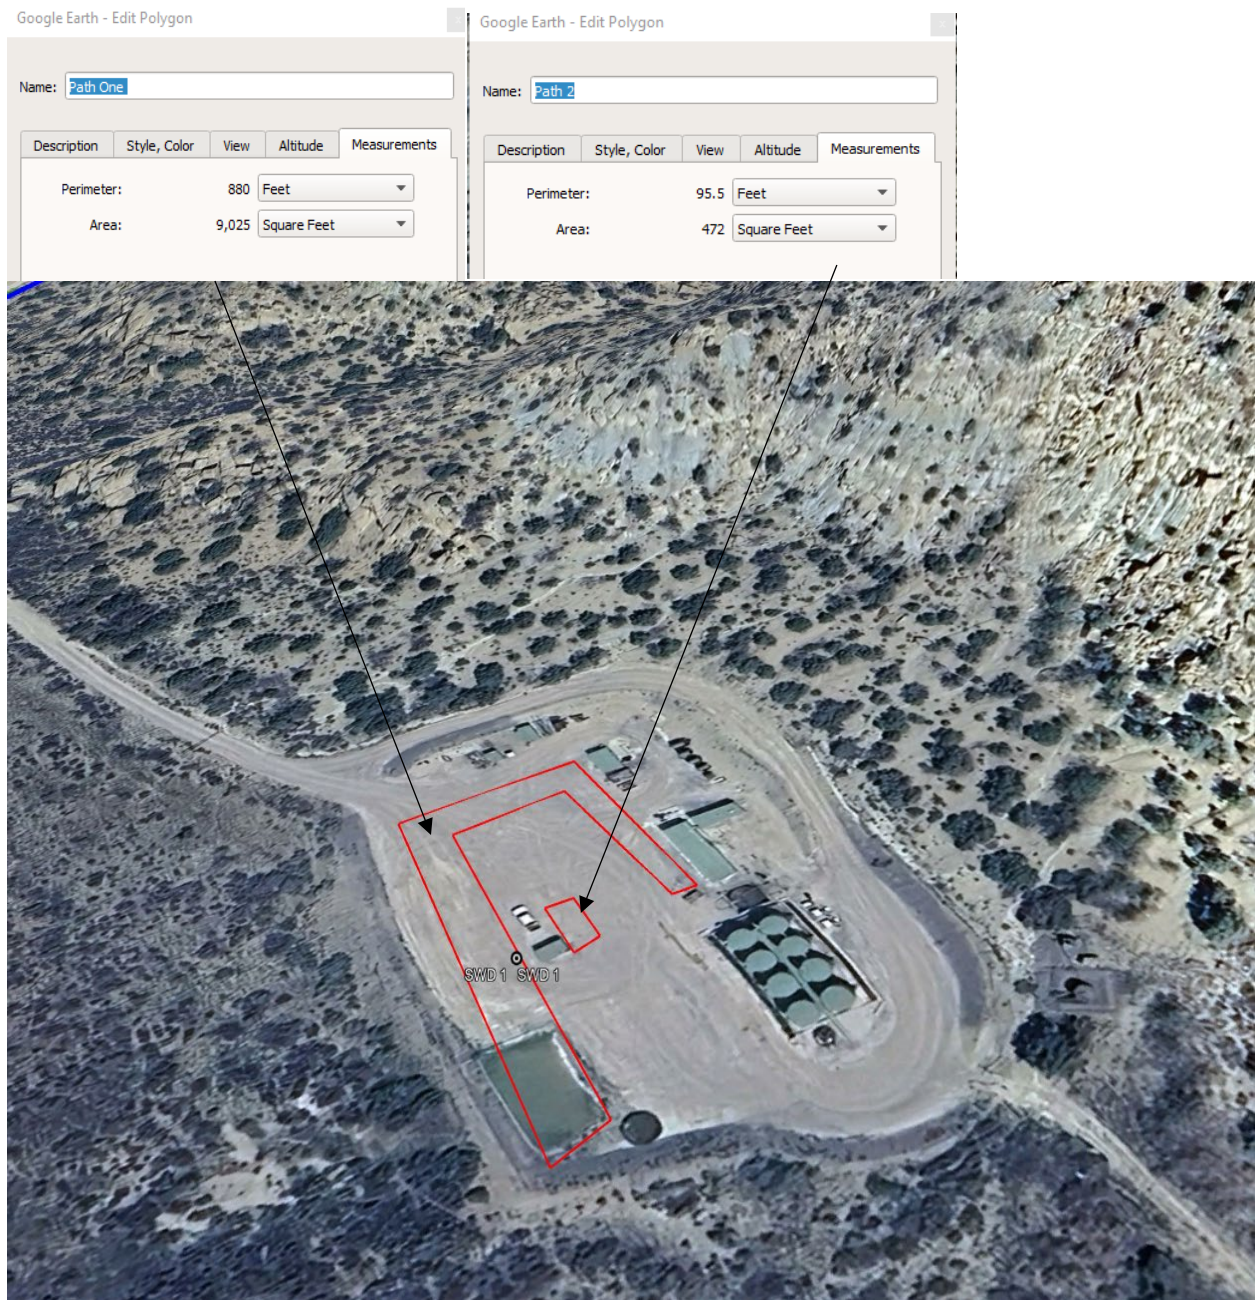 Google Earth - Edit Polygon
Name: Path One
Description Style, Color View Altitude Measurements
Perimeter: 880 Feet
Area: 9,025 Square Feet
Google Earth - Edit Polygon
Name: Path 2
Description Style, Color View Altitude Measurements
Perimeter: 95.5 Feet
Area: 472 Square Feet
SWD 1 SWD 1